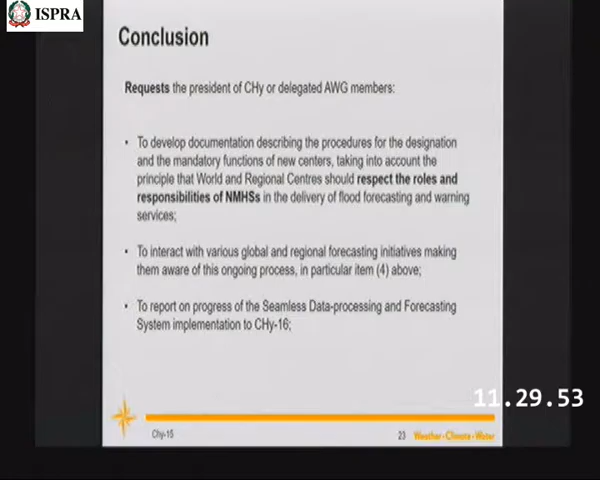 ISPRA
Conclusion
Requests the president of CHy or delegated AWG members:
• To develop documentation describing the procedures for the designation
and the mandatory functions of new centers, taking into account the
principle that World and Regional Centres should respect the roles and
responsibilities of NMHSs in the delivery of flood forecasting and warning
services;
• To interact with various global and regional forecasting initiatives making
them aware of this ongoing process, in particular item (4) above;
• To report on progress of the Seamless Data-processing and Forecasting
System implementation to CHy-16;
11.29.53
Chy-15
23 Weather - Climate - Water